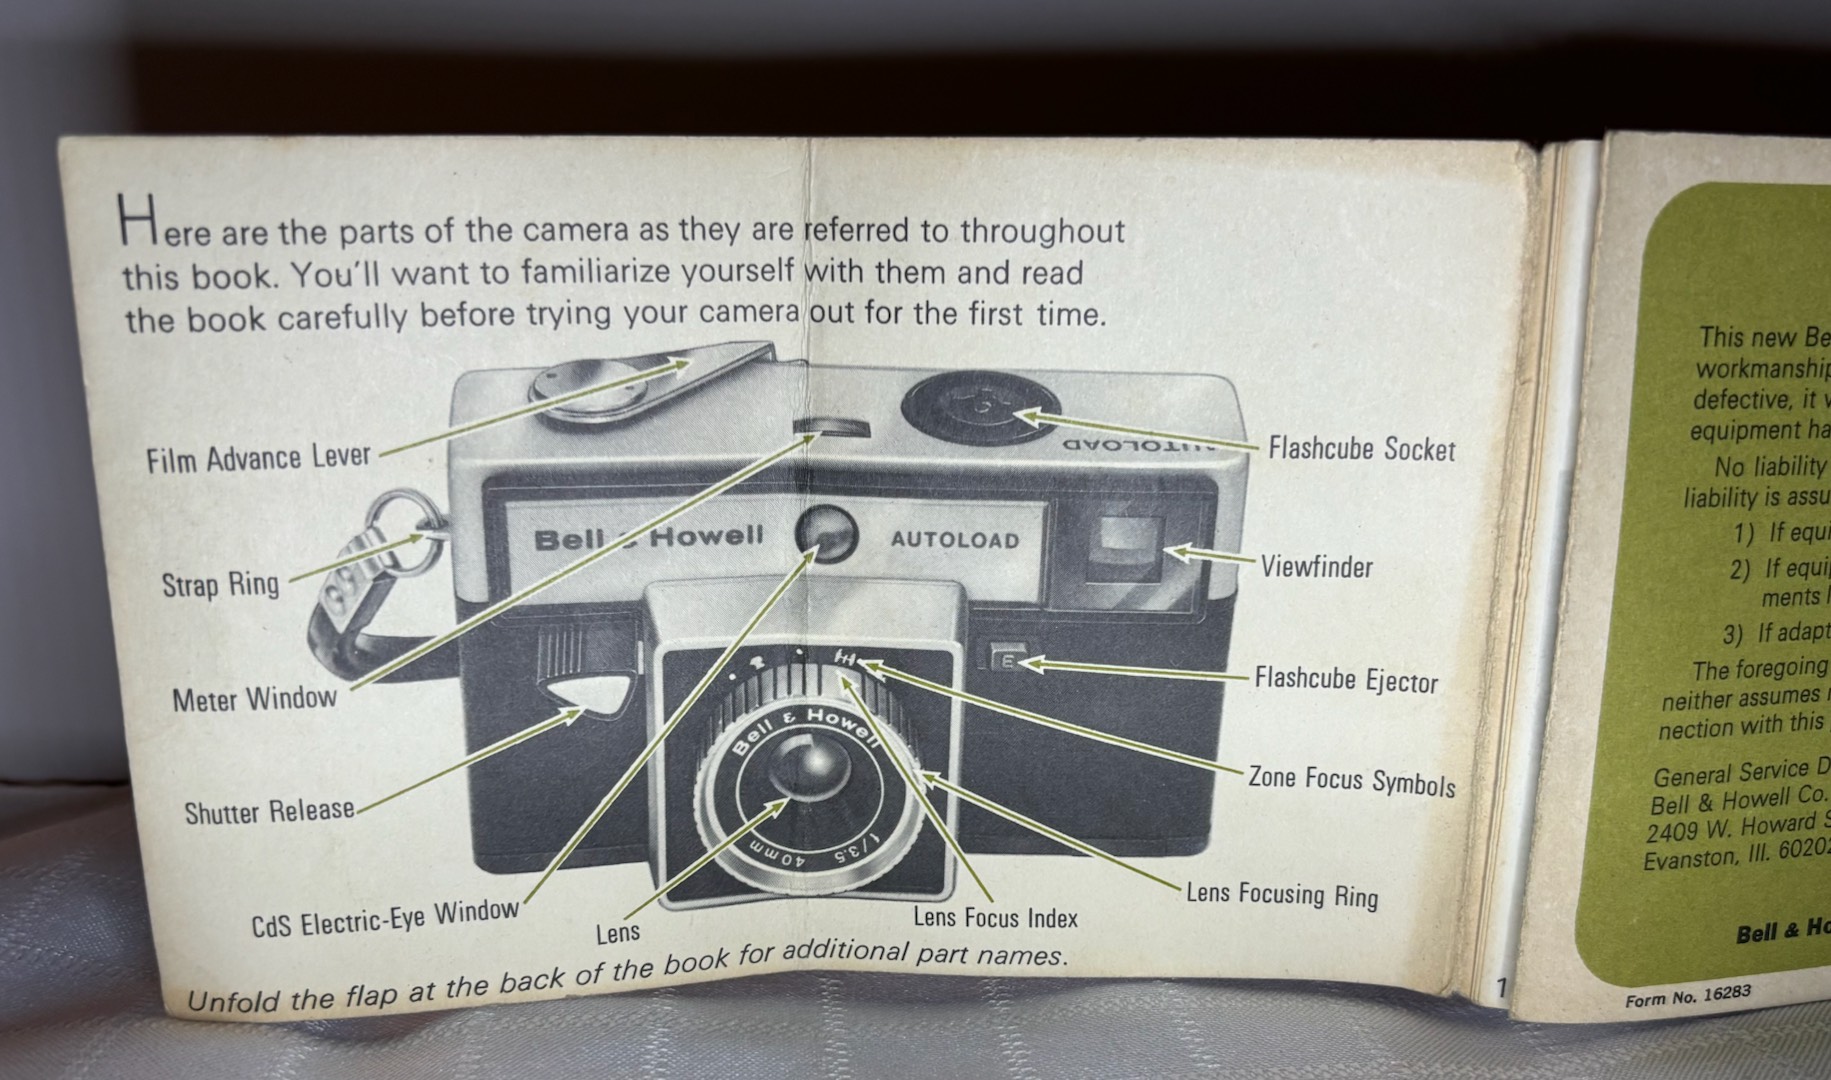 Here are the parts of the camera as they are referred to throughout
this book. You'll want to familiarize yourself with them and read
the book carefully before trying your camera out for the first time.
Film Advance Lever
Flashcube Socket
AUTOLOAD
Bell & Howell
AUTOLOAD
Strap Ring
Viewfinder
Meter Window
E
Flashcube Ejector
Bell & Howell
Zone Focus Symbols
Shutter Release
40mm
f/3.5
Lens Focusing Ring
CdS Electric-Eye Window
Lens
Lens Focus Index
Unfold the flap at the back of the book for additional part names.
1
This new Be
workmanship
defective, it
equipment ha
No liability
liability is assu
1) If equi
2) If equi
ments
3) If adapt
The foregoing
neither assumes
nection with this
General Service D
Bell & Howell Co.
2409 W. Howard S
Evanston, Ill. 6020
Bell & Ho
Form No. 16283